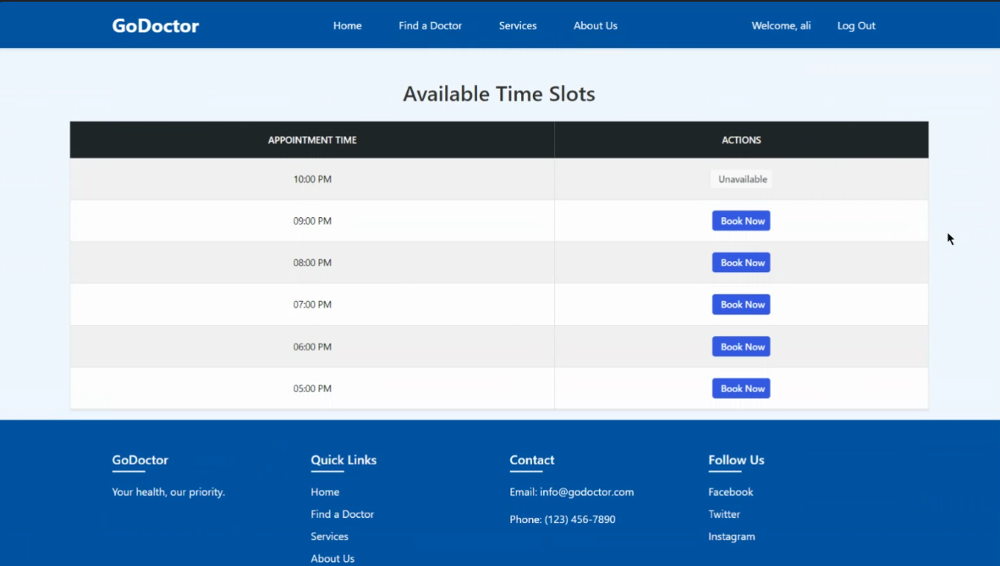 GoDoctor Home Find a Doctor Services About Us Welcome, ali Log Out
Available Time Slots
APPOINTMENT TIME ACTIONS
10:00 PM Unavailable
09:00 PM Book Now
08:00 PM Book Now
07:00 PM Book Now
06:00 PM Book Now
05:00 PM Book Now
GoDoctor Quick Links Contact Follow Us
Your health, our priority. Home Email: info@godoctor.com Facebook
Find a Doctor Phone: (123) 456-7890 Twitter
Services Instagram
About Us